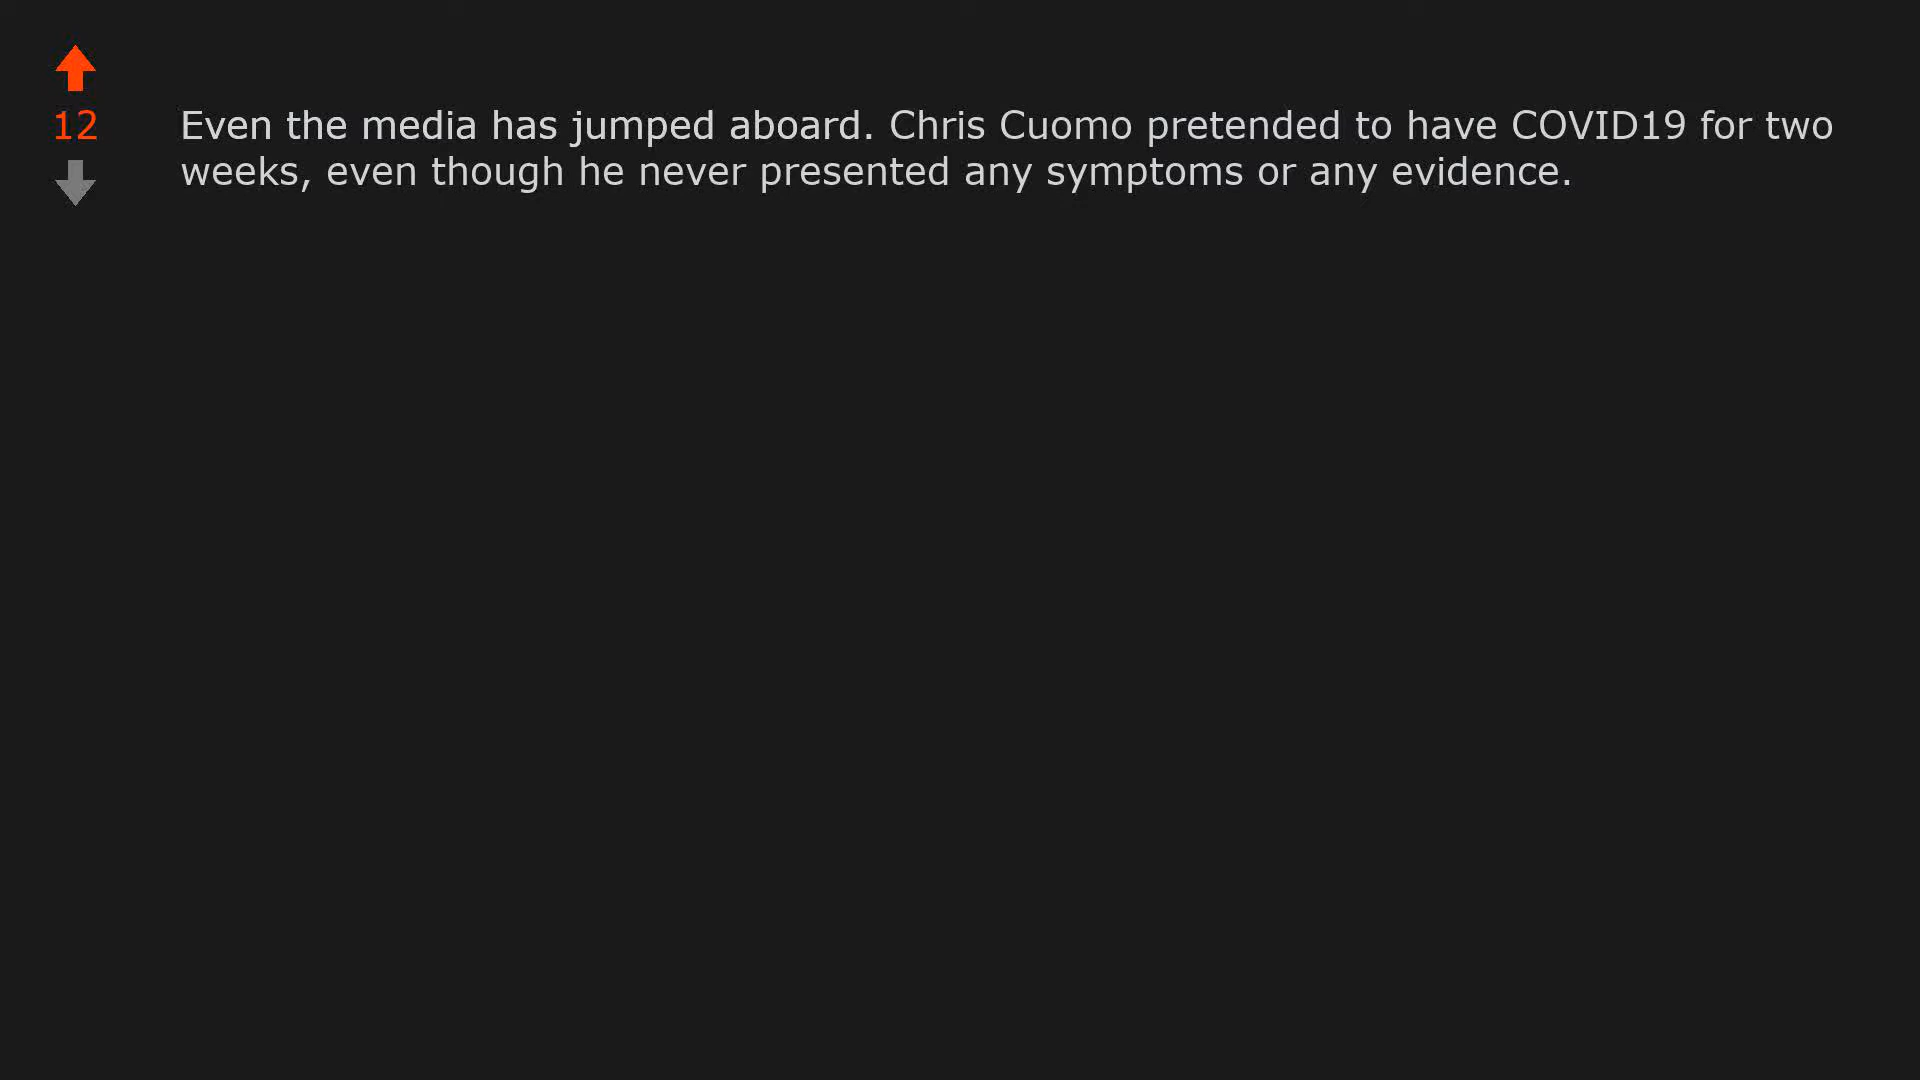 12
Even the media has jumped aboard. Chris Cuomo pretended to have COVID19 for two
weeks, even though he never presented any symptoms or any evidence.